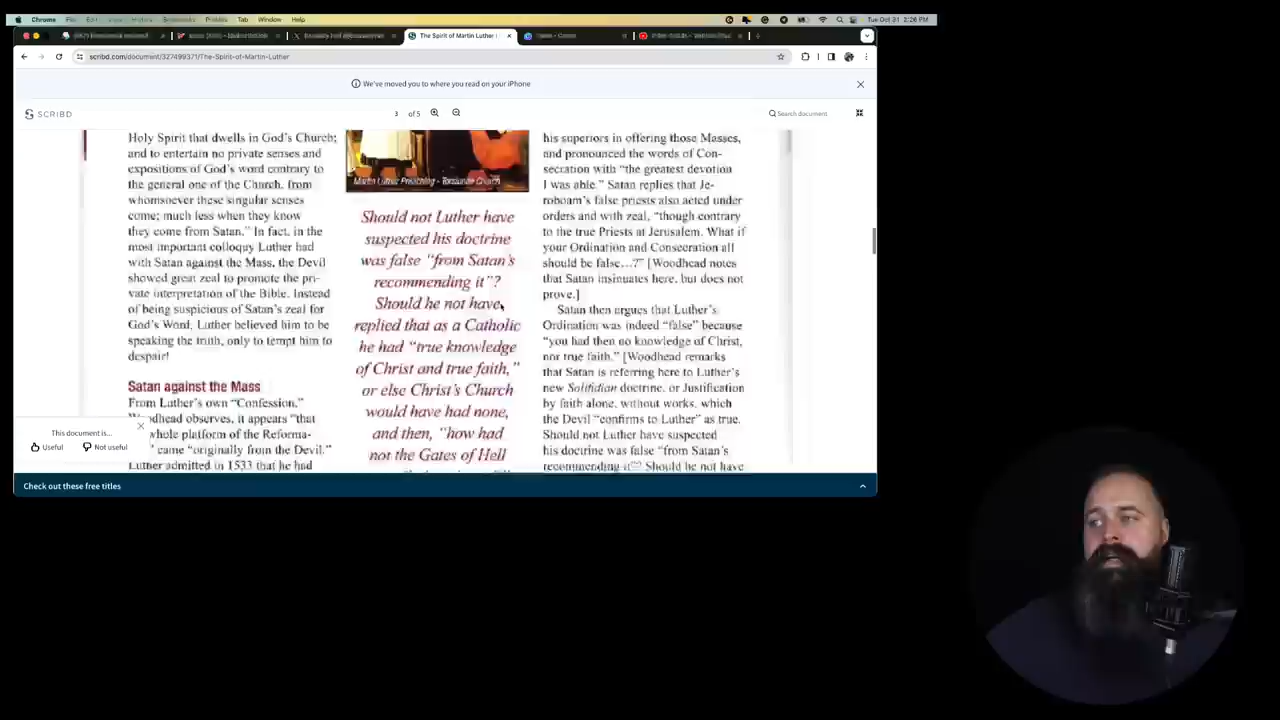 Chrome File Edit View History Bookmarks Profiles Tab Window Help
Tue Oct 31 2:26 PM
The Spirit of Martin Luther
scribd.com/document/327499371/The-Spirit-of-Martin-Luther
We've moved you to where you read on your iPhone
SCRIBD
3 of 5
Search document
Holy Spirit that dwells in God's Church;
and to entertain no private senses and
expositions of God's word contrary to
the general one of the Church, from
whomsoever these singular senses
come; much less when they know
they come from Satan." In fact, in the
most important colloquy Luther had
with Satan against the Mass, the Devil
showed great zeal to promote the pri-
vate interpretation of the Bible. Instead
of being suspicious of Satan's zeal for
God's Word, Luther believed him to be
speaking the truth, only to tempt him to
despair!
Satan against the Mass
From Luther's own "Confession,"
Woodhead observes, it appears "that
whole platform of the Reforma-
came "originally from the Devil."
Luther admitted in 1533 that he had
Martin Luther Preaching - Church
Should not Luther have
suspected his doctrine
was false "from Satan's
recommending it"?
Should he not have
replied that as a Catholic
he had "true knowledge
of Christ and true faith,"
or else Christ's Church
would have had none,
and then, "how had
not the Gates of Hell
his superiors in offering those Masses,
and pronounced the words of Con-
secration with "the greatest devotion
I was able." Satan replies that Je-
roboam's false priests also acted under
orders and with zeal, "though contrary
to the true Priests at Jerusalem. What if
your Ordination and Consecration all
should be false...?" [Woodhead notes
that Satan insinuates here, but does not
prove.]
Satan then argues that Luther's
Ordination was indeed "false" because
"you had then no knowledge of Christ,
nor true faith." [Woodhead remarks
that Satan is referring here to Luther's
new Solifidian doctrine, or Justification
by faith alone, without works, which
the Devil "confirms to Luther" as true.
Should not Luther have suspected
his doctrine was false "from Satan's
recommending it"? Should he not have
This document is...
Useful
Not useful
Check out these free titles